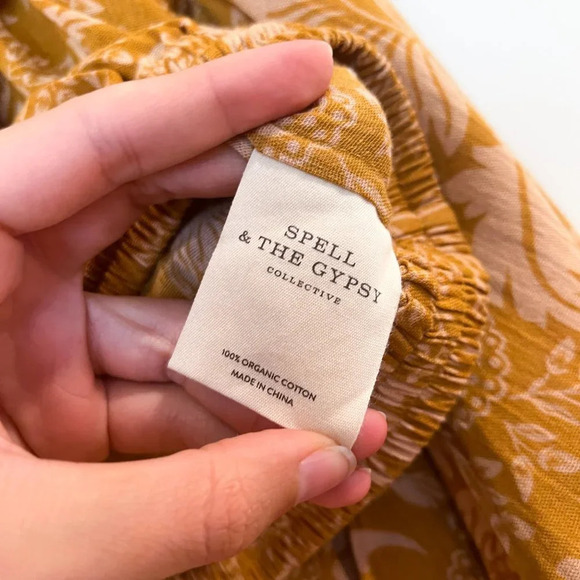 SPELL
& THE GYPSY
COLLECTIVE
100% ORGANIC COTTON
MADE IN CHINA